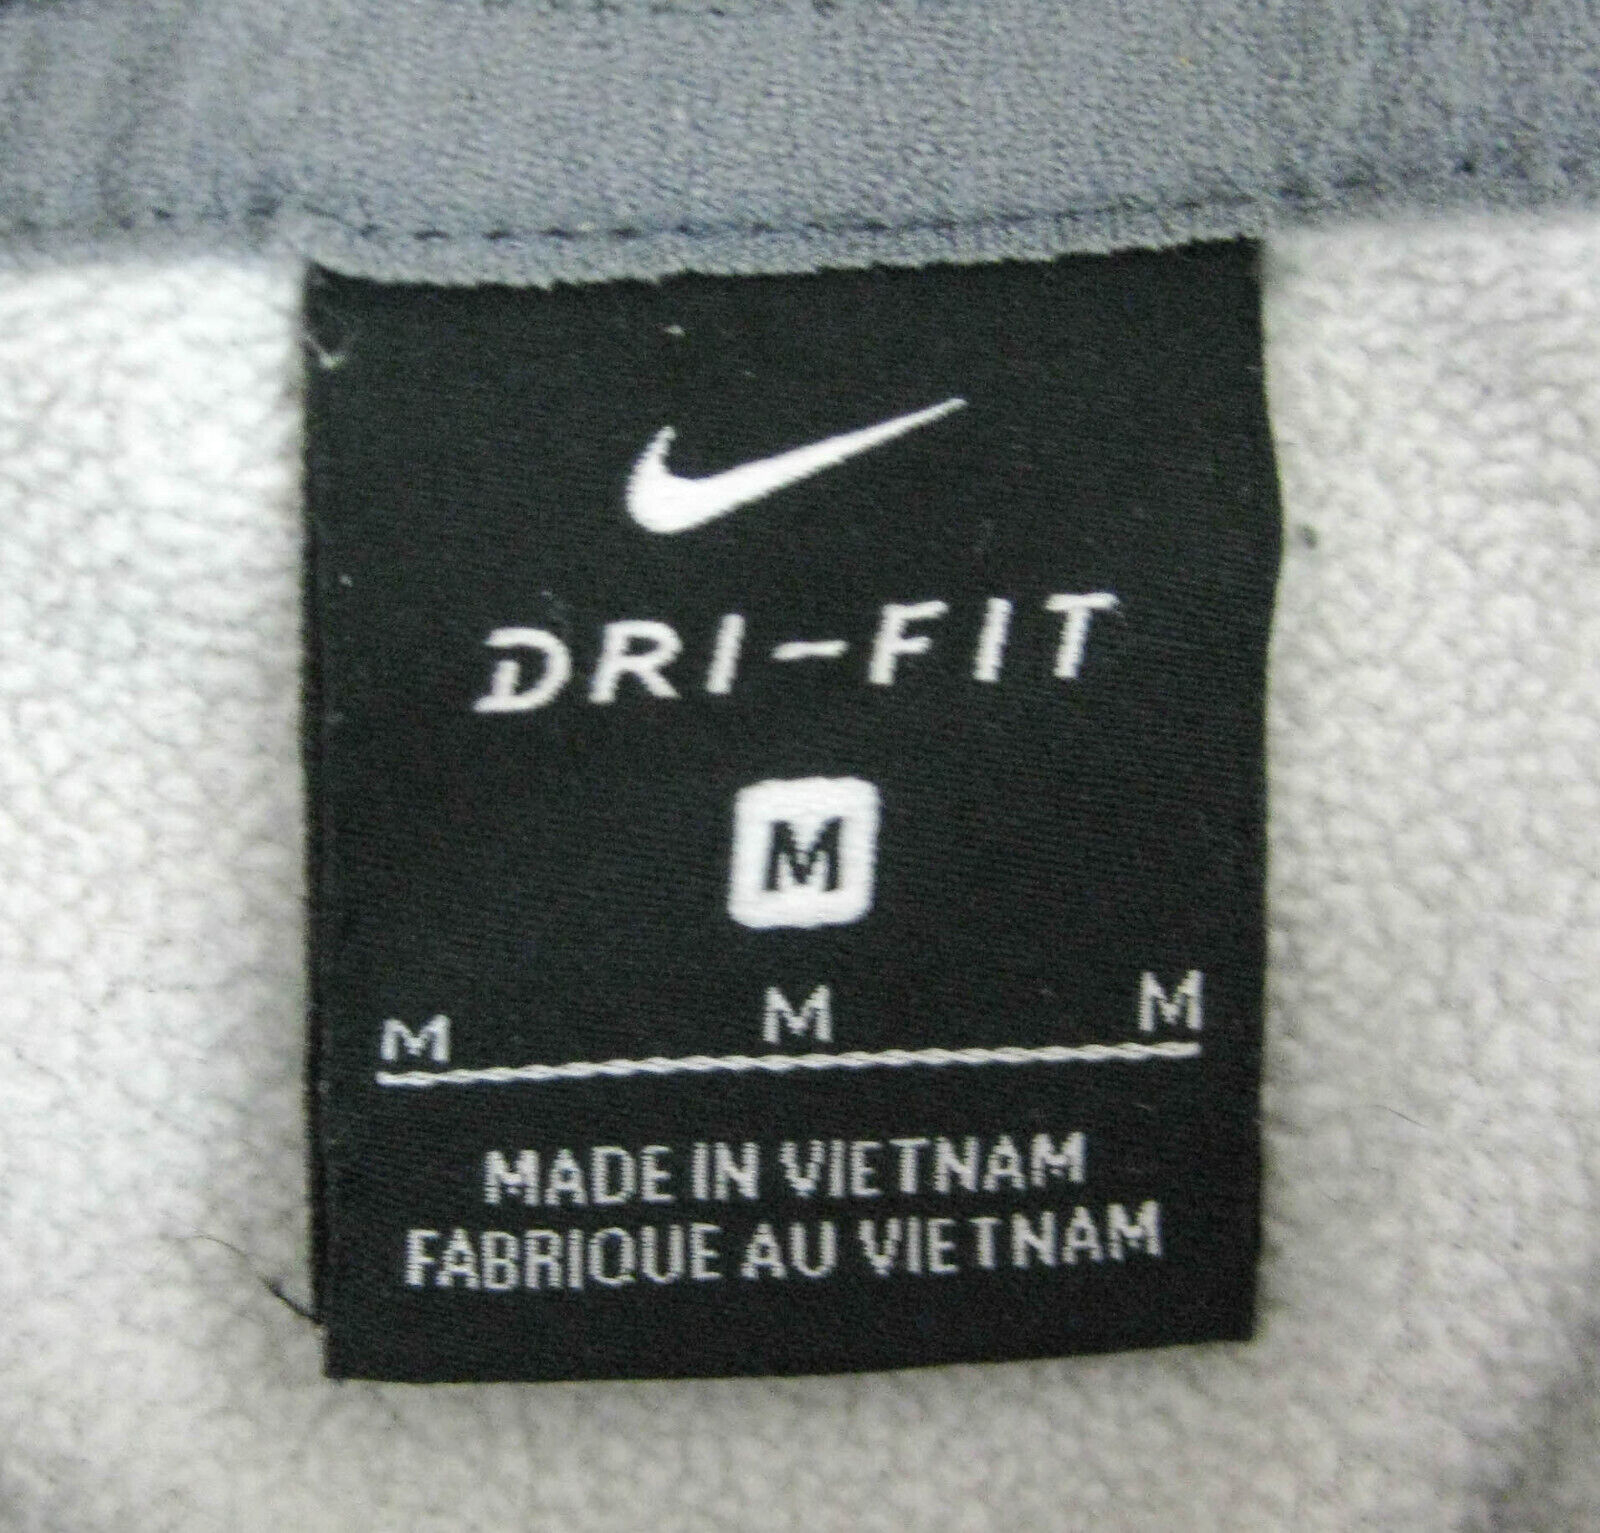 DRI-FIT
M
M M M
MADE IN VIETNAM
FABRIQUE AU VIETNAM